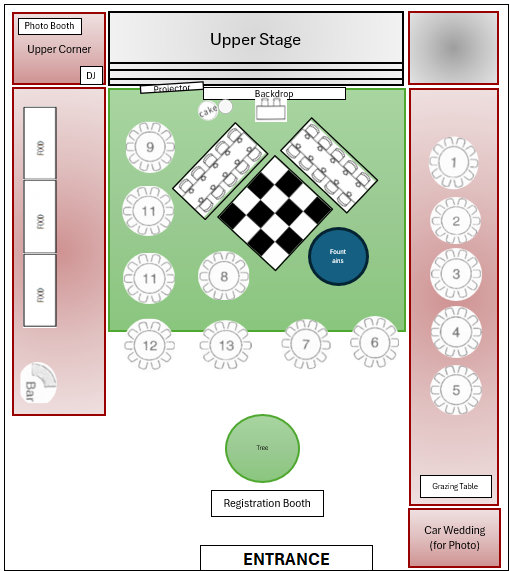 Photo Booth
Upper Corner
DJ
Upper Stage
Projector
Backdrop
cake
FOOD
FOOD
FOOD
Bar
9
11
11
8
12
13
7
6
Fount
ains
1
2
3
4
5
Tree
Registration Booth
Grazing Table
Car Wedding
(for Photo)
ENTRANCE